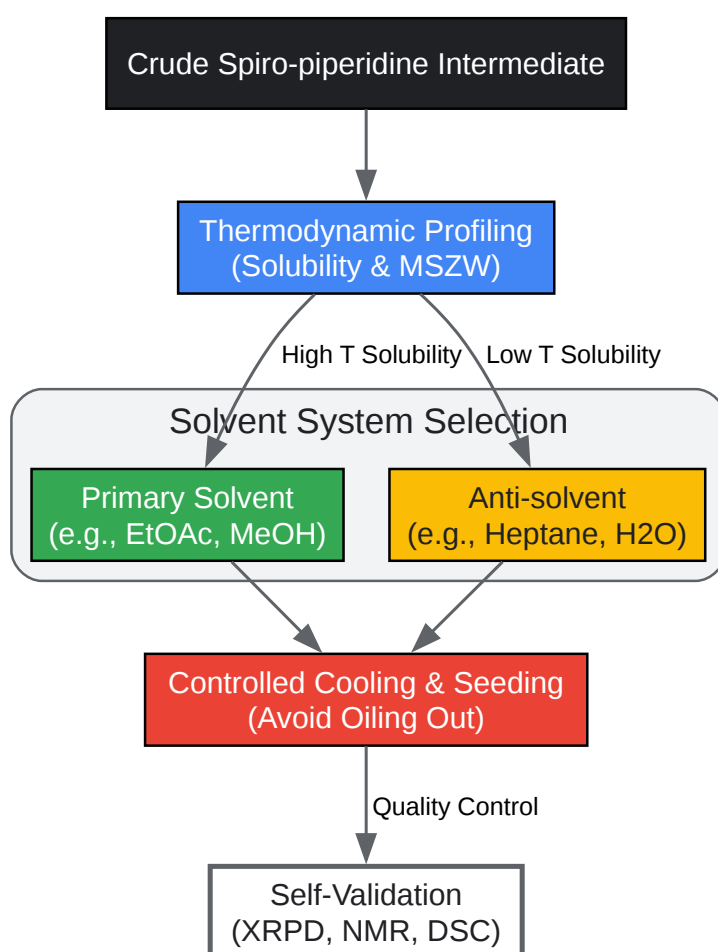 Crude Spiro-piperidine Intermediate
Thermodynamic Profiling
(Solubility & MSZW)
High T Solubility
Low T Solubility
Solvent System Selection
Primary Solvent
(e.g., EtOAc, MeOH)
Anti-solvent
(e.g., Heptane, H2O)
Controlled Cooling & Seeding
(Avoid Oiling Out)
Quality Control
Self-Validation
(XRPD, NMR, DSC)